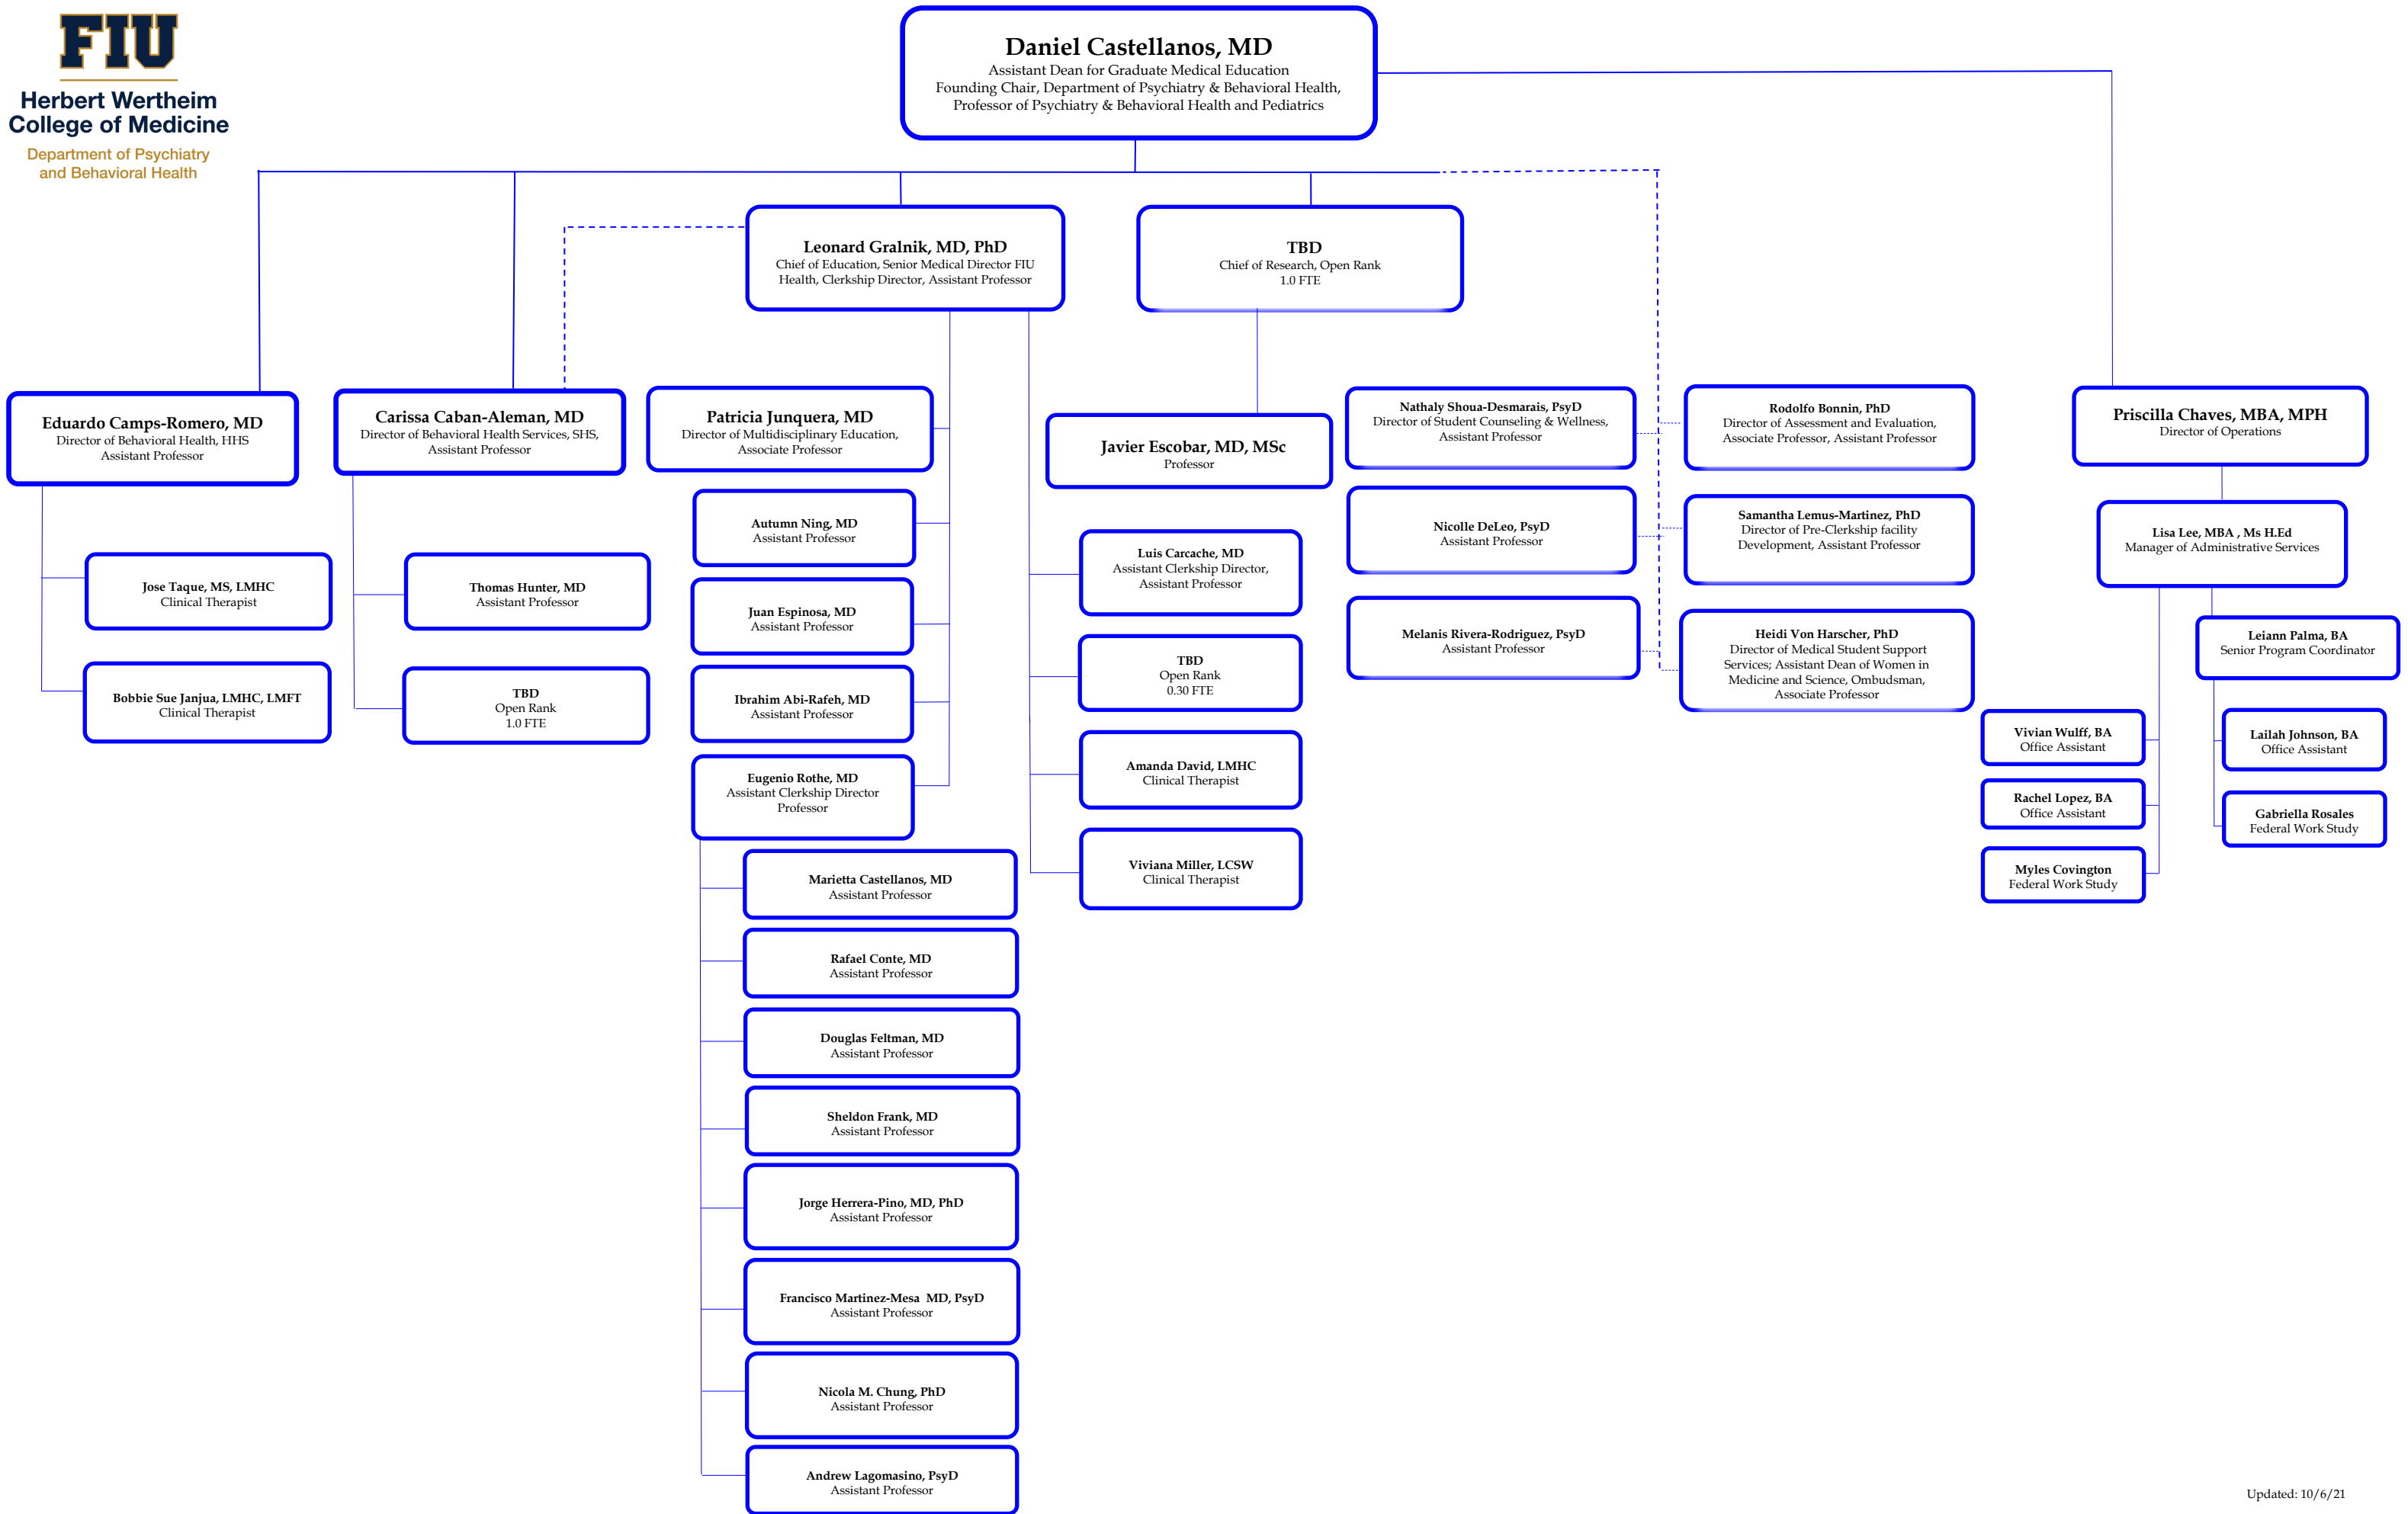 FIU
Herbert Wertheim
College of Medicine
Department of Psychiatry
and Behavioral Health
Daniel Castellanos, MD
Assistant Dean for Graduate Medical Education
Founding Chair, Department of Psychiatry & Behavioral Health,
Professor of Psychiatry & Behavioral Health and Pediatrics
Leonard Gralnik, MD, PhD
Chief of Education, Senior Medical Director FIU
Health, Clerkship Director, Assistant Professor
TBD
Chief of Research, Open Rank
1.0 FTE
Eduardo Camps-Romero, MD
Director of Behavioral Health, HHS
Assistant Professor
Carissa Caban-Aleman, MD
Director of Behavioral Health Services, SHS,
Assistant Professor
Patricia Junquera, MD
Director of Multidisciplinary Education,
Associate Professor
Javier Escobar, MD, MSc
Professor
Nathaly Shoua-Desmarais, PsyD
Director of Student Counseling & Wellness,
Assistant Professor
Rodolfo Bonnin, PhD
Director of Assessment and Evaluation,
Associate Professor, Assistant Professor
Priscilla Chaves, MBA, MPH
Director of Operations
Jose Taque, MS, LMHC
Clinical Therapist
Bobbie Sue Janjua, LMHC, LMFT
Clinical Therapist
Thomas Hunter, MD
Assistant Professor
TBD
Open Rank
1.0 FTE
Autumn Ning, MD
Assistant Professor
Juan Espinosa, MD
Assistant Professor
Ibrahim Abi-Rafeh, MD
Assistant Professor
Eugenio Rothe, MD
Assistant Clerkship Director
Professor
Luis Carcache, MD
Assistant Clerkship Director,
Assistant Professor
TBD
Open Rank
0.30 FTE
Amanda David, LMHC
Clinical Therapist
Viviana Miller, LCSW
Clinical Therapist
Nicolle DeLeo, PsyD
Assistant Professor
Melanis Rivera-Rodriguez, PsyD
Assistant Professor
Samantha Lemus-Martinez, PhD
Director of Pre-Clerkship facility
Development, Assistant Professor
Heidi Von Harscher, PhD
Director of Medical Student Support
Services; Assistant Dean of Women in
Medicine and Science, Ombudsman,
Associate Professor
Lisa Lee, MBA , Ms H.Ed
Manager of Administrative Services
Leiann Palma, BA
Senior Program Coordinator
Vivian Wulff, BA
Office Assistant
Rachel Lopez, BA
Office Assistant
Myles Covington
Federal Work Study
Lailah Johnson, BA
Office Assistant
Gabriella Rosales
Federal Work Study
Marietta Castellanos, MD
Assistant Professor
Rafael Conte, MD
Assistant Professor
Douglas Feltman, MD
Assistant Professor
Sheldon Frank, MD
Assistant Professor
Jorge Herrera-Pino, MD, PhD
Assistant Professor
Francisco Martinez-Mesa MD, PsyD
Assistant Professor
Nicola M. Chung, PhD
Assistant Professor
Andrew Lagomasino, PsyD
Assistant Professor
Updated: 10/6/21